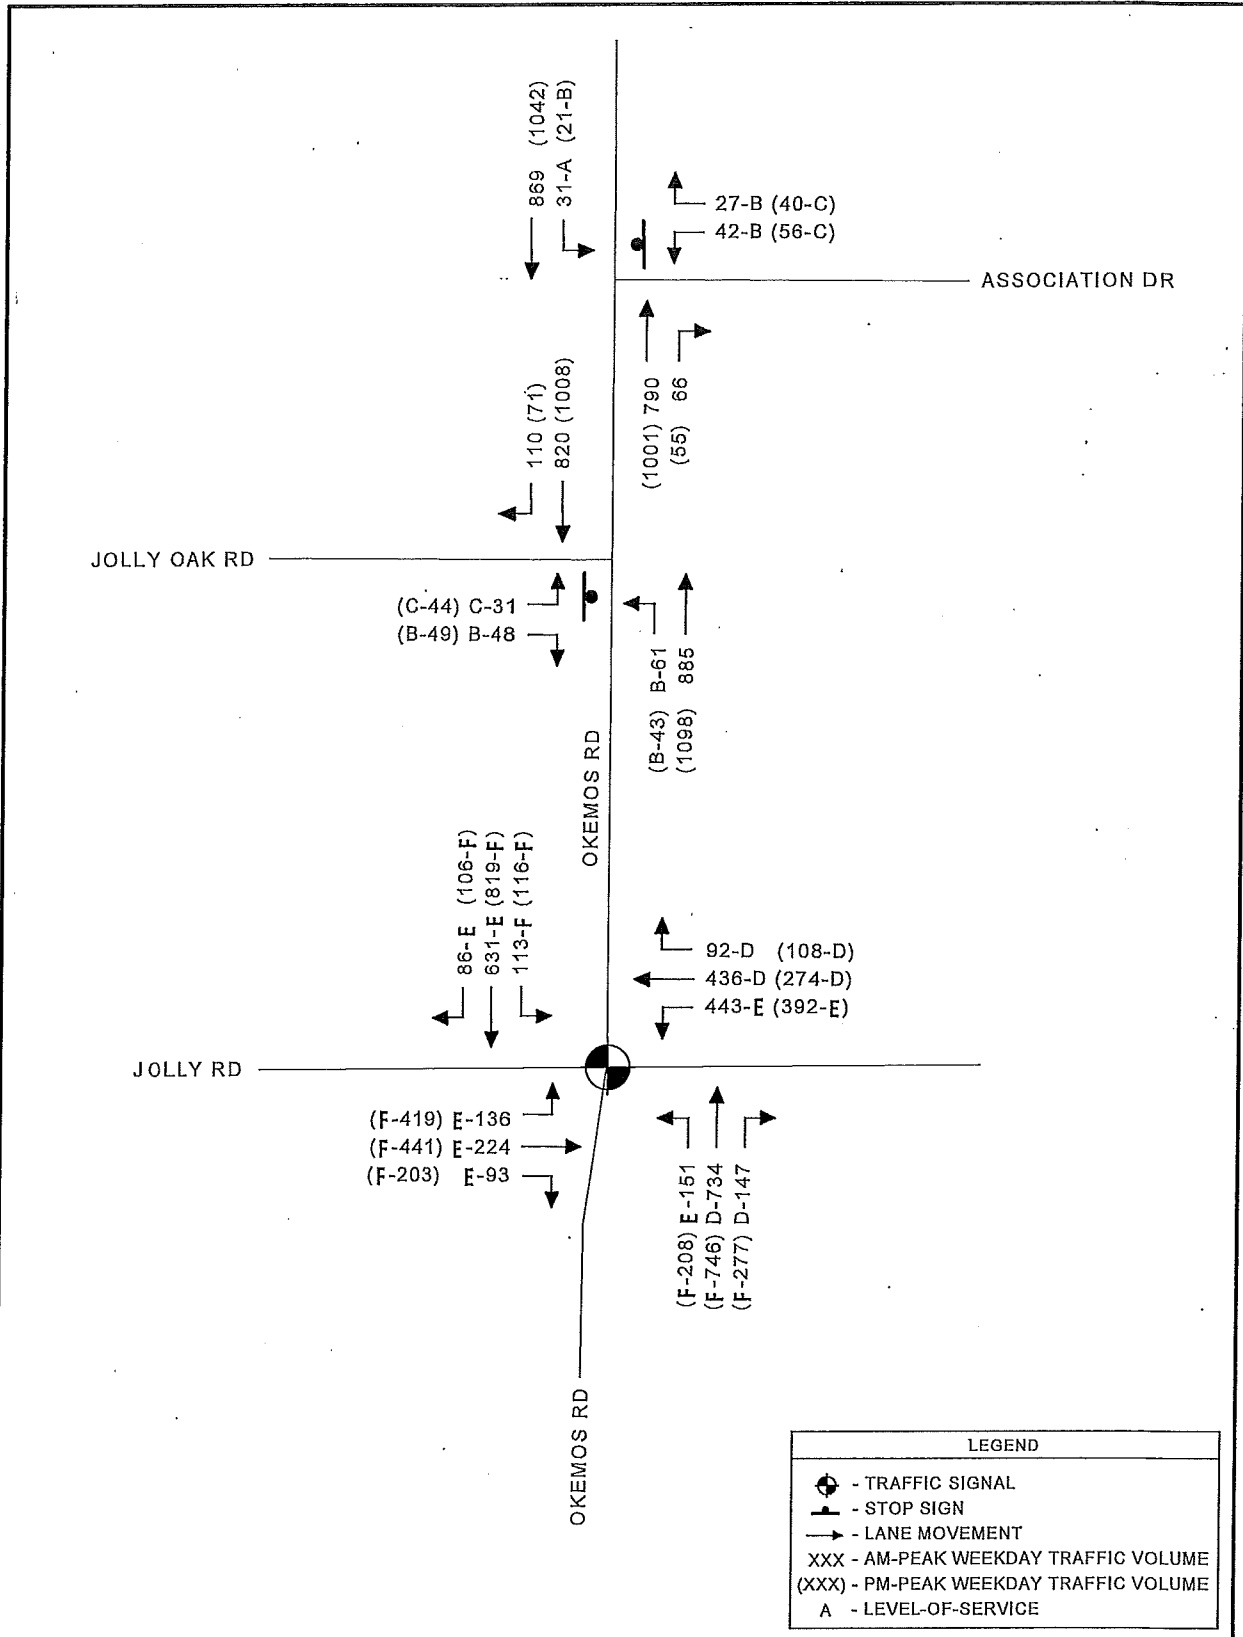 869 (1042)
31-A (21-B)
27-B (40-C)
42-B (56-C)
ASSOCIATION DR
(1001) 790
(55) 66
110 (71)
820 (1008)
JOLLY OAK RD
(C-44) C-31
(B-49) B-48
(B-43) B-61
(1098) 885
OKEMOS RD
86-E (106-F)
631-E (819-F)
113-F (116-F)
92-D (108-D)
436-D (274-D)
443-E (392-E)
JOLLY RD
(F-419) E-136
(F-441) E-224
(F-203) E-93
(F-208) E-151
(F-746) D-734
(F-277) D-147
OKEMOS RD
LEGEND
- TRAFFIC SIGNAL
- STOP SIGN
- LANE MOVEMENT
XXX - AM-PEAK WEEKDAY TRAFFIC VOLUME
(XXX) - PM-PEAK WEEKDAY TRAFFIC VOLUME
A - LEVEL-OF-SERVICE